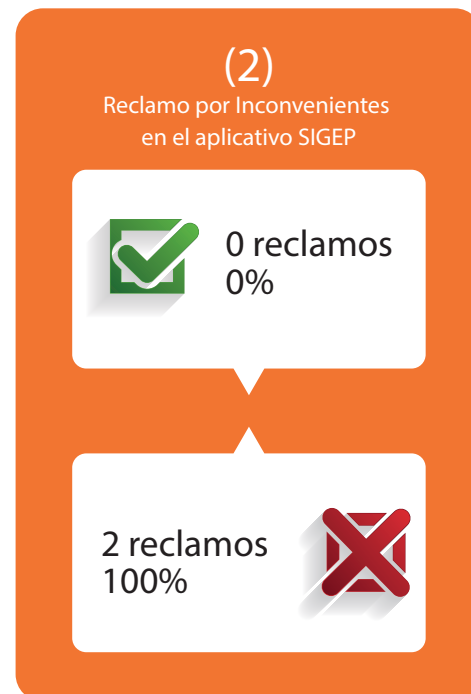 (2)
Reclamo por Inconvenientes
en el aplicativo SIGEP
0 reclamos
0%
2 reclamos
100%